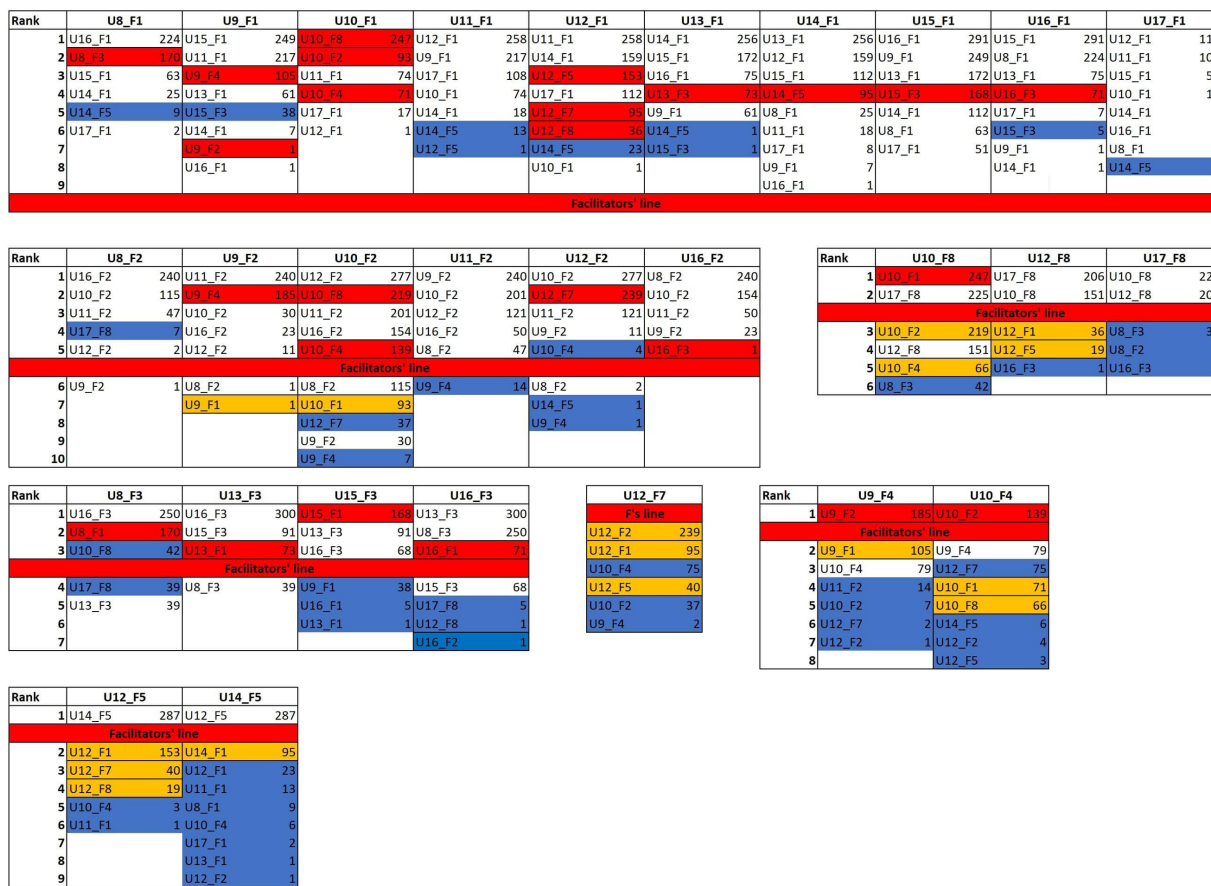 Rank U8_F1 U9_F1 U10_F1 U11_F1 U12_F1 U13_F1 U14_F1 U15_F1 U16_F1 U17_F1
1 U16_F1 224 U15_F1 249 U10_F8 247 U12_F1 258 U11_F1 258 U14_F1 256 U13_F1 256 U16_F1 291 U15_F1 291 U12_F1 11
2 U8_F3 170 U11_F1 217 U10_F2 93 U9_F1 217 U14_F1 159 U15_F1 172 U12_F1 159 U9_F1 249 U8_F1 224 U11_F1 10
3 U15_F1 63 U9_F4 105 U11_F1 74 U17_F1 108 U12_F5 153 U16_F1 75 U15_F1 112 U13_F1 172 U13_F1 75 U15_F1 5
4 U14_F1 25 U13_F1 61 U10_F4 71 U10_F1 74 U17_F1 112 U13_F3 73 U14_F5 95 U15_F3 168 U16_F3 71 U10_F1 1
5 U14_F5 9 U15_F3 38 U17_F1 17 U14_F1 18 U12_F7 95 U9_F1 61 U8_F1 25 U14_F1 112 U17_F1 7 U14_F1
6 U17_F1 2 U14_F1 7 U12_F1 1 U14_F5 13 U12_F8 36 U14_F5 1 U11_F1 18 U8_F1 63 U15_F3 5 U16_F1
7 U9_F2 1 U12_F5 1 U14_F5 23 U15_F3 1 U17_F1 8 U17_F1 51 U9_F1 1 U8_F1
8 U16_F1 1 U10_F1 1 U9_F1 7 U14_F1 1 U14_F5
9 U16_F1 1
Facilitators' line
Rank U8_F2 U9_F2 U10_F2 U11_F2 U12_F2 U16_F2
1 U16_F2 240 U11_F2 240 U12_F2 277 U9_F2 240 U10_F2 277 U8_F2 240
2 U10_F2 115 U9_F4 185 U10_F8 219 U10_F2 201 U12_F7 239 U10_F2 154
3 U11_F2 47 U10_F2 30 U11_F2 201 U12_F2 121 U11_F2 121 U11_F2 50
4 U17_F8 7 U16_F2 23 U16_F2 154 U16_F2 50 U9_F2 11 U9_F2 23
5 U12_F2 2 U12_F2 11 U10_F4 139 U8_F2 47 U10_F4 4 U16_F3 1
Facilitators' line
6 U9_F2 1 U8_F2 1 U8_F2 115 U9_F4 14 U8_F2 2
7 U9_F1 1 U10_F1 93 U14_F5 1
8 U12_F7 37 U9_F4 1
9 U9_F2 30
10 U9_F4 7
Rank U10_F8 U12_F8 U17_F8
1 U10_F1 247 U17_F8 206 U10_F8 22
2 U17_F8 225 U10_F8 151 U12_F8 20
Facilitators' line
3 U10_F2 219 U12_F1 36 U8_F3 3
4 U12_F8 151 U12_F5 19 U8_F2
5 U10_F4 66 U16_F3 1 U16_F3
6 U8_F3 42
Rank U8_F3 U13_F3 U15_F3 U16_F3
1 U16_F3 250 U16_F3 300 U15_F1 168 U13_F3 300
2 U8_F1 170 U15_F3 91 U13_F3 91 U8_F3 250
3 U10_F8 42 U13_F1 73 U16_F3 68 U16_F1 71
Facilitators' line
4 U17_F8 39 U8_F3 39 U9_F1 38 U15_F3 68
5 U13_F3 39 U16_F1 5 U17_F8 5
6 U13_F1 1 U12_F8 1
7 U16_F2 1
U12_F7
F's line
U12_F2 239
U12_F1 95
U10_F4 75
U12_F5 40
U10_F2 37
U9_F4 2
Rank U9_F4 U10_F4
1 U9_F2 185 U10_F2 139
Facilitators' line
2 U9_F1 105 U9_F4 79
3 U10_F4 79 U12_F7 75
4 U11_F2 14 U10_F1 71
5 U10_F2 7 U10_F8 66
6 U12_F7 2 U14_F5 6
7 U12_F2 1 U12_F2 4
8 U12_F5 3
Rank U12_F5 U14_F5
1 U14_F5 287 U12_F5 287
Facilitators' line
2 U12_F1 153 U14_F1 95
3 U12_F7 40 U12_F1 23
4 U12_F8 19 U11_F1 13
5 U10_F4 3 U8_F1 9
6 U11_F1 1 U10_F4 6
7 U17_F1 2
8 U13_F1 1
9 U12_F2 1